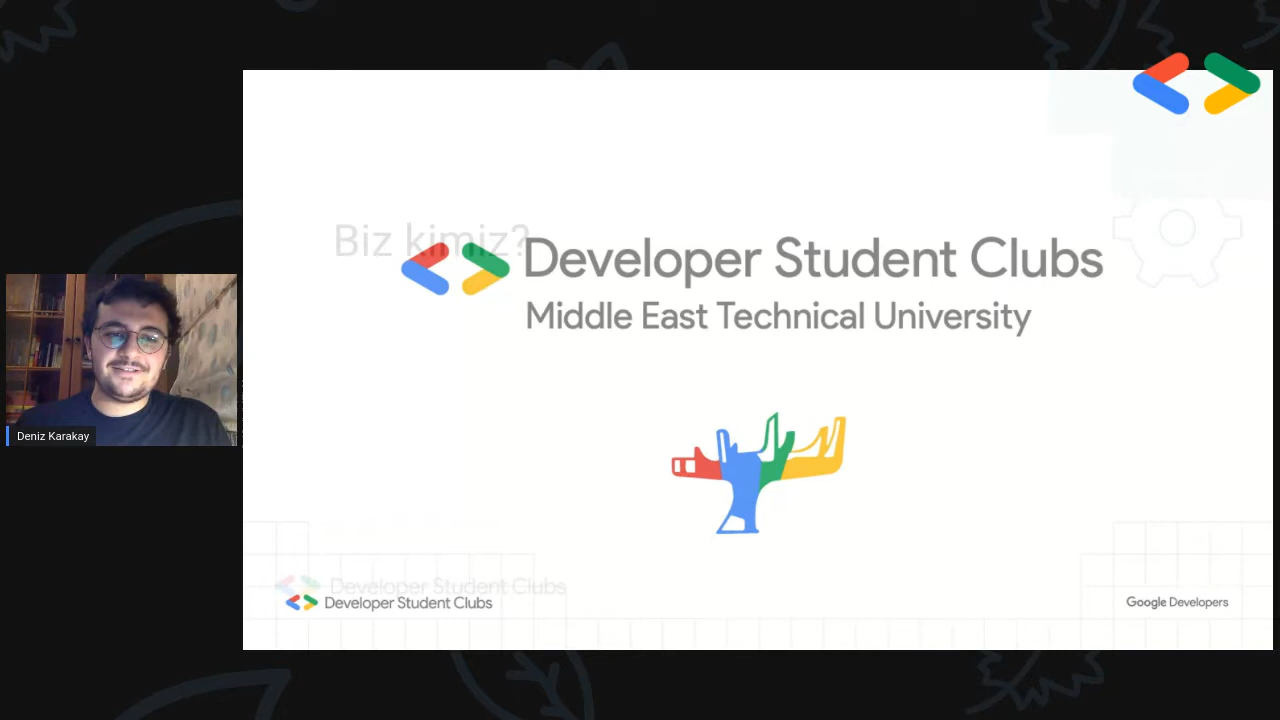 Biz kimiz?
Developer Student Clubs
Middle East Technical University
Deniz Karakay
Developer Student Clubs
Developer Student Clubs
Google Developers